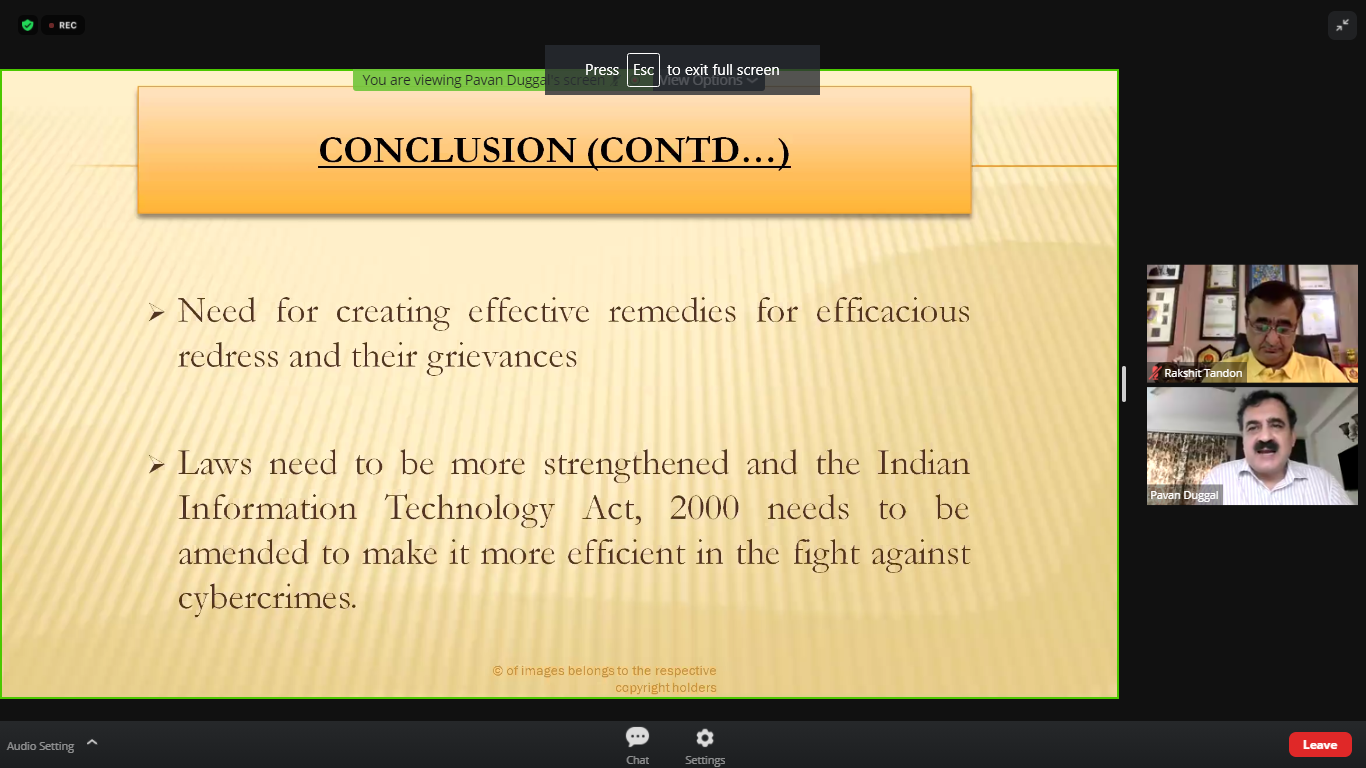 REC
Press Esc to exit full screen
You are viewing Pavan Duggal's screen
View Options
CONCLUSION (CONTD…)
Need for creating effective remedies for efficacious
redress and their grievances
Laws need to be more strengthened and the Indian
Information Technology Act, 2000 needs to be
amended to make it more efficient in the fight against
cybercrimes.
© of images belongs to the respective
copyright holders
Rakshit Tandon
Pavan Duggal
Audio Setting
Chat
Settings
Leave